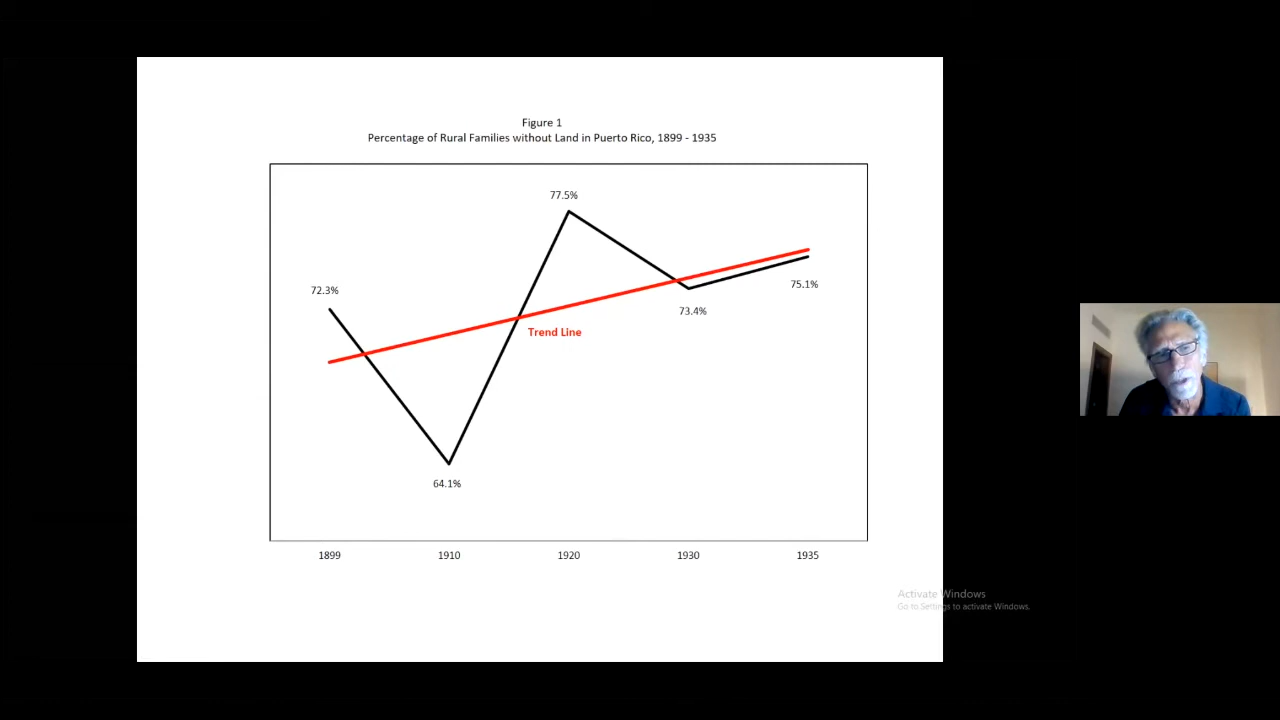 Figure 1
Percentage of Rural Families without Land in Puerto Rico, 1899 - 1935
77.5%
72.3%
75.1%
73.4%
Trend Line
64.1%
1899 1910 1920 1930 1935
Activate Windows
Go to Settings to activate Windows.